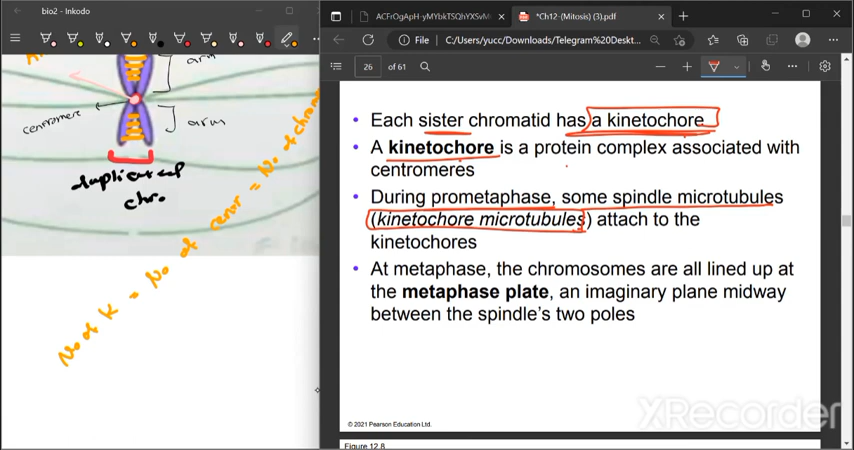 bio2 - Inkodo
ACFrOgApH-yMYbkTSQhYXSvM
*Ch12-(Mitosis) (3).pdf
File
C:/Users/yucc/Downloads/Telegram%20Deskt...
26 of 61
arm
centromere
arm
duplicated
chro.
No of K = No of centr = No of chrom
Each sister chromatid has a kinetochore
A kinetochore is a protein complex associated with
centromeres
During prometaphase, some spindle microtubules
(kinetochore microtubules) attach to the
kinetochores
At metaphase, the chromosomes are all lined up at
the metaphase plate, an imaginary plane midway
between the spindle's two poles
© 2021 Pearson Education Ltd.
XRecorder
Figure 12.8